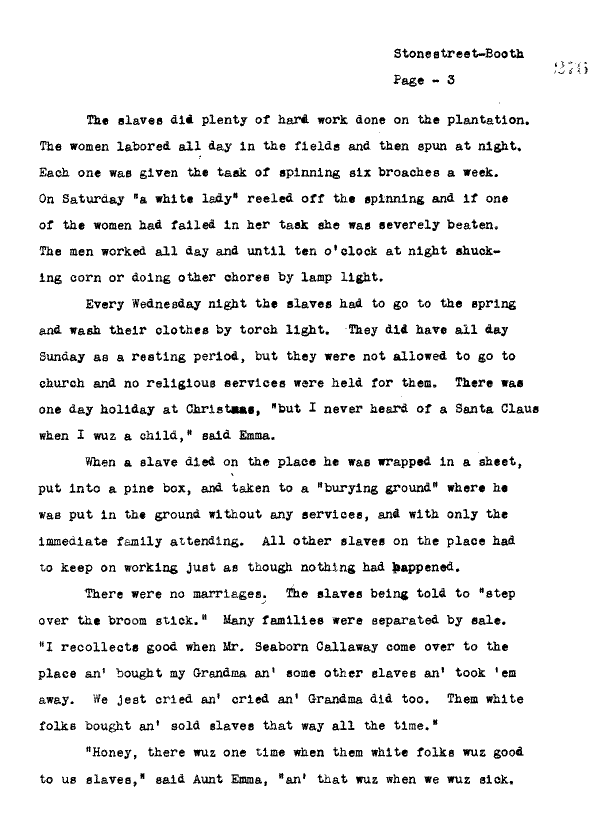 Stonestreet-Booth
276
Page - 3
The slaves did plenty of hard work done on the plantation.
The women labored all day in the fields and then spun at night.
Each one was given the task of spinning six broaches a week.
On Saturday "a white lady" reeled off the spinning and if one
of the women had failed in her task she was severely beaten.
The men worked all day and until ten o'clock at night shuck-
ing corn or doing other chores by lamp light.
Every Wednesday night the slaves had to go to the spring
and wash their clothes by torch light. They did have all day
Sunday as a resting period, but they were not allowed to go to
church and no religious services were held for them. There was
one day holiday at Christmas, "but I never heard of a Santa Claus
when I wuz a child," said Emma.
When a slave died on the place he was wrapped in a sheet,
put into a pine box, and taken to a "burying ground" where he
was put in the ground without any services, and with only the
immediate family attending. All other slaves on the place had
to keep on working just as though nothing had happened.
There were no marriages. The slaves being told to "step
over the broom stick." Many families were separated by sale.
"I recollects good when Mr. Seaborn Callaway come over to the
place an' bought my Grandma an' some other slaves an' took 'em
away. We jest cried an' cried an' Grandma did too. Them white
folks bought an' sold slaves that way all the time."
"Honey, there wuz one time when them white folks wuz good
to us slaves," said Aunt Emma, "an' that wuz when we wuz sick.